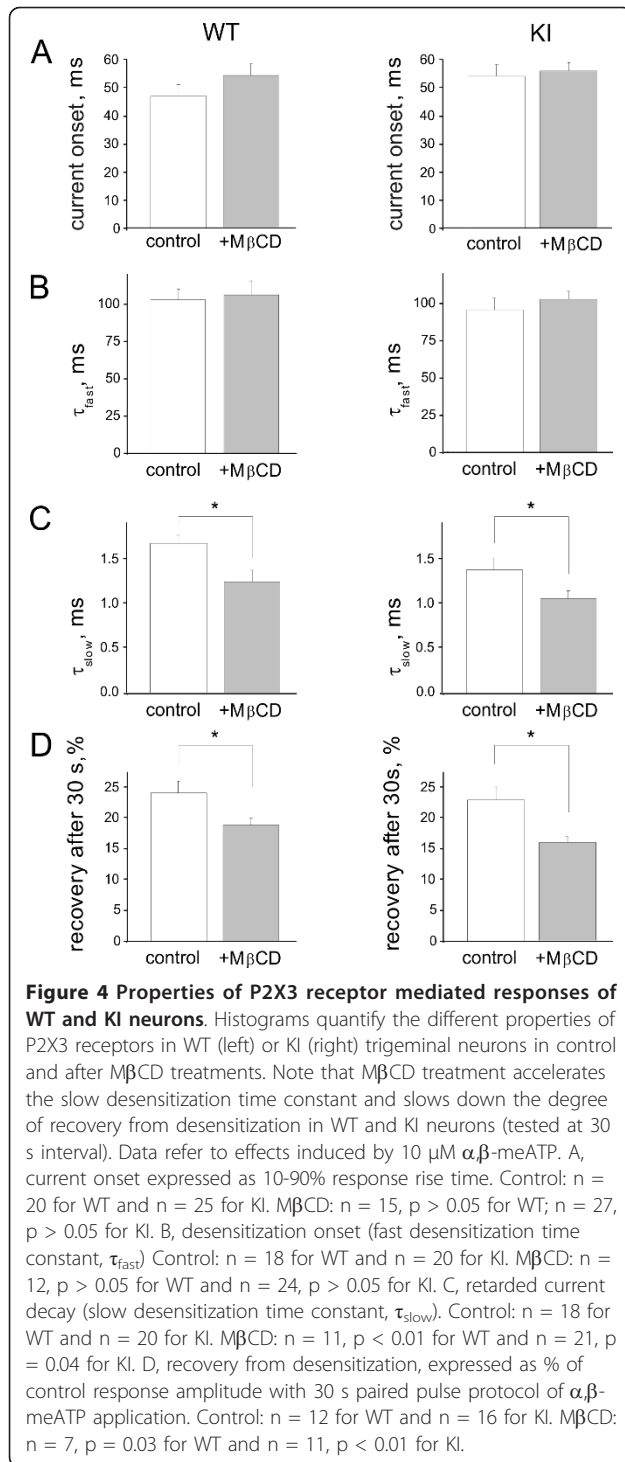 WT KI
A
current onset, ms
60
50
40
30
20
10
0
control +MβCD
current onset, ms
60
50
40
30
20
10
0
control +MβCD
B
τfast, ms
100
75
50
25
0
control +MβCD
τfast, ms
100
75
50
25
0
control +MβCD
C
τslow, ms
*
1.5
1.0
0.5
0.0
control +MβCD
τslow, ms
*
1.5
1.0
0.5
0.0
control +MβCD
D
recovery after 30 s, %
*
25
20
15
10
5
0
control +MβCD
recovery after 30s, %
*
25
20
15
10
5
0
control +MβCD
Figure 4 Properties of P2X3 receptor mediated responses of
WT and KI neurons. Histograms quantify the different properties of
P2X3 receptors in WT (left) or KI (right) trigeminal neurons in control
and after MβCD treatments. Note that MβCD treatment accelerates
the slow desensitization time constant and slows down the degree
of recovery from desensitization in WT and KI neurons (tested at 30
s interval). Data refer to effects induced by 10 μM α,β-meATP. A,
current onset expressed as 10-90% response rise time. Control: n =
20 for WT and n = 25 for KI. MβCD: n = 15, p > 0.05 for WT; n = 27,
p > 0.05 for KI. B, desensitization onset (fast desensitization time
constant, τfast) Control: n = 18 for WT and n = 20 for KI. MβCD: n =
12, p > 0.05 for WT and n = 24, p > 0.05 for KI. C, retarded current
decay (slow desensitization time constant, τslow). Control: n = 18 for
WT and n = 20 for KI. MβCD: n = 11, p < 0.01 for WT and n = 21, p
= 0.04 for KI. D, recovery from desensitization, expressed as % of
control response amplitude with 30 s paired pulse protocol of α,β-
meATP application. Control: n = 12 for WT and n = 16 for KI. MβCD:
n = 7, p = 0.03 for WT and n = 11, p < 0.01 for KI.